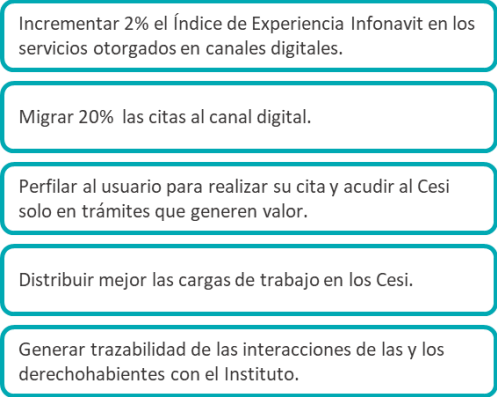 Incrementar 2% el Índice de Experiencia Infonavit en los
servicios otorgados en canales digitales.
Migrar 20% las citas al canal digital.
Perfilar al usuario para realizar su cita y acudir al Cesi
solo en trámites que generen valor.
Distribuir mejor las cargas de trabajo en los Cesi.
Generar trazabilidad de las interacciones de las y los
derechohabientes con el Instituto.